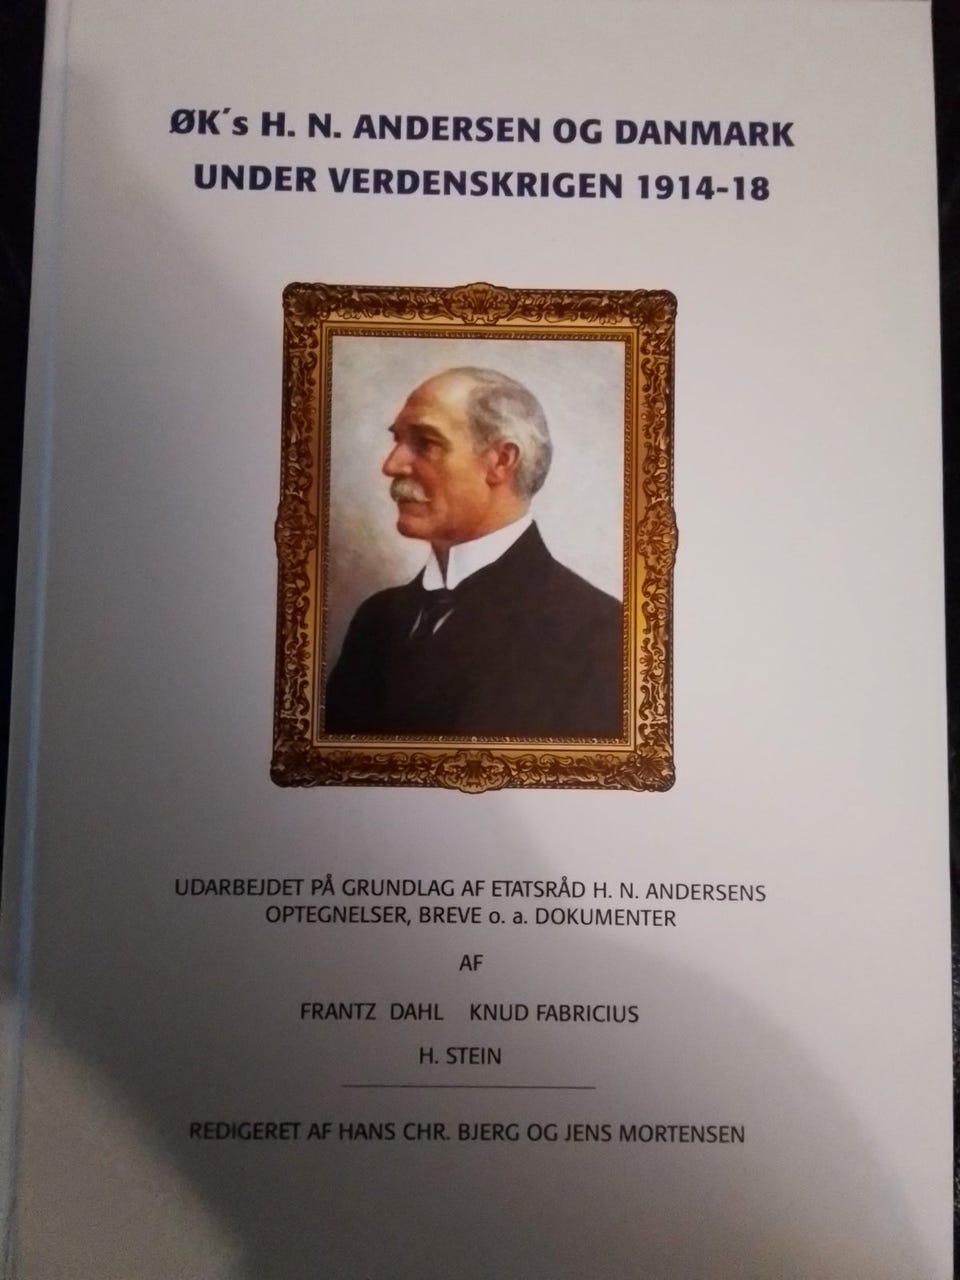 ØK´s H. N. ANDERSEN OG DANMARK
UNDER VERDENSKRIGEN 1914-18
UDARBEJDET PÅ GRUNDLAG AF ETATSRÅD H. N. ANDERSENS
OPTEGNELSER, BREVE o. a. DOKUMENTER
AF
FRANTZ DAHL KNUD FABRICIUS
H. STEIN
REDIGERET AF HANS CHR. BJERG OG JENS MORTENSEN